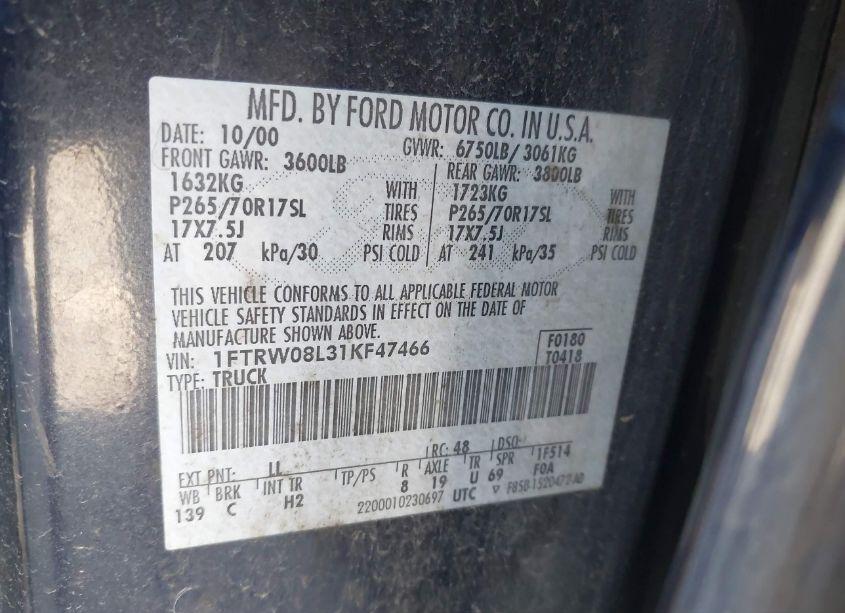 MFD. BY FORD MOTOR CO. IN U.S.A.
DATE: 10/00 GVWR: 6750LB/ 3061KG
FRONT GAWR: 3600LB REAR GAWR: 3800LB
1632KG WITH 1723KG WITH
P265/70R17SL TIRES P265/70R17SL TIRES
17X7.5J RIMS 17X7.5J RIMS
AT 207 kPa/30 PSI COLD AT 241 kPa/35 PSI COLD
THIS VEHICLE CONFORMS TO ALL APPLICABLE FEDERAL MOTOR
VEHICLE SAFETY STANDARDS IN EFFECT ON THE DATE OF
MANUFACTURE SHOWN ABOVE.
VIN: 1FTRW08L31KF47466 F0180
TYPE: TRUCK T0418
EXT PNT: LL RC: 48 DSO:
WB BRK INT TR TP/PS R AXLE TR SPR 1F514
139 C H2 8 19 U 69 F0A
2200010230697 UTC